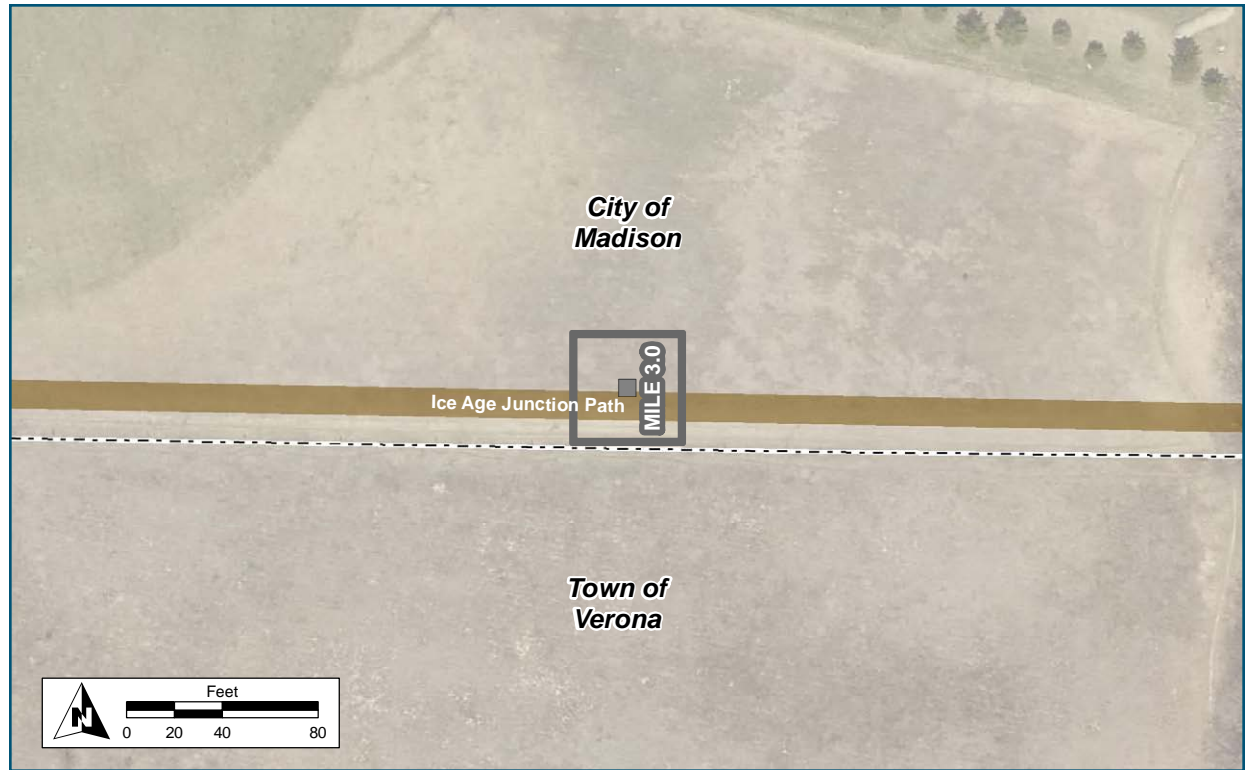 City of
Madison
MILE 3.0
Ice Age Junction Path
Town of
Verona
Feet
N
0 20 40 80